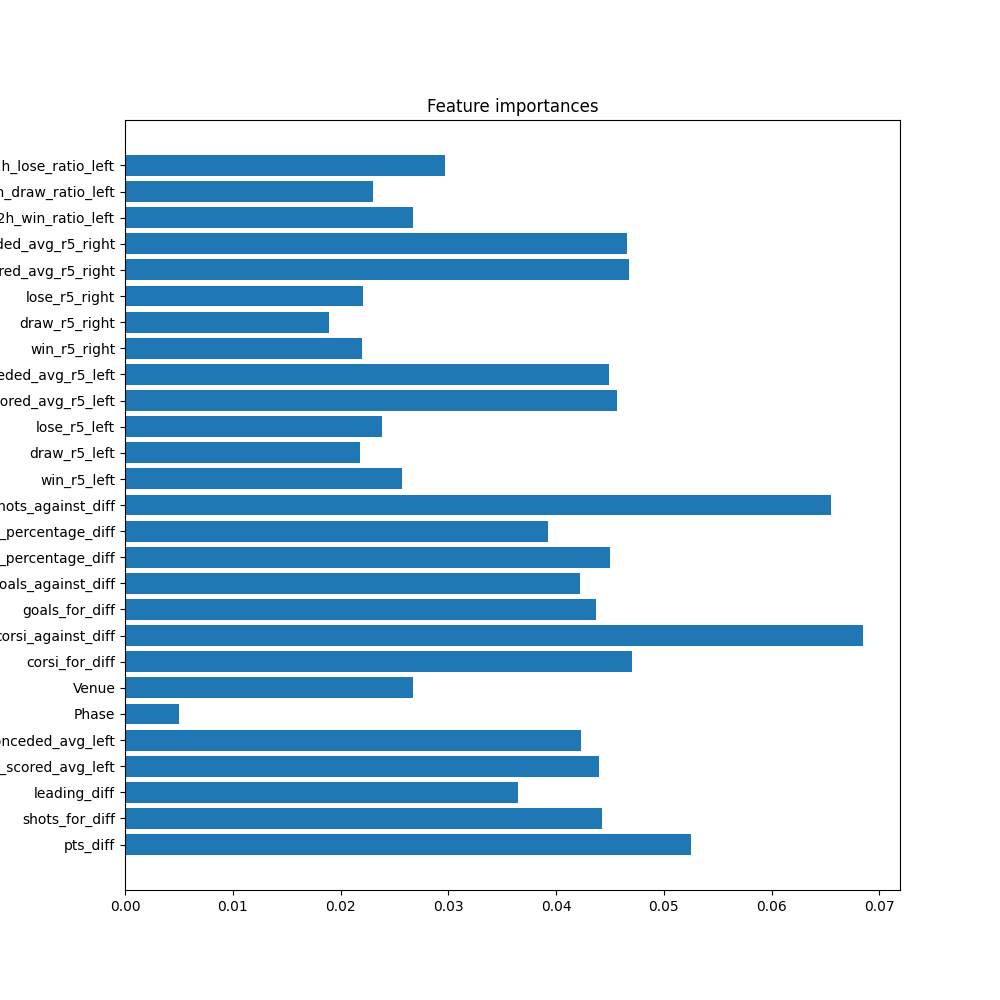 Feature importances
h_lose_ratio_left
_draw_ratio_left
2h_win_ratio_left
ded_avg_r5_right
red_avg_r5_right
lose_r5_right
draw_r5_right
win_r5_right
eded_avg_r5_left
ored_avg_r5_left
lose_r5_left
draw_r5_left
win_r5_left
hots_against_diff
_percentage_diff
_percentage_diff
oals_against_diff
goals_for_diff
corsi_against_diff
corsi_for_diff
Venue
Phase
nceded_avg_left
_scored_avg_left
leading_diff
shots_for_diff
pts_diff
0.00 0.01 0.02 0.03 0.04 0.05 0.06 0.07